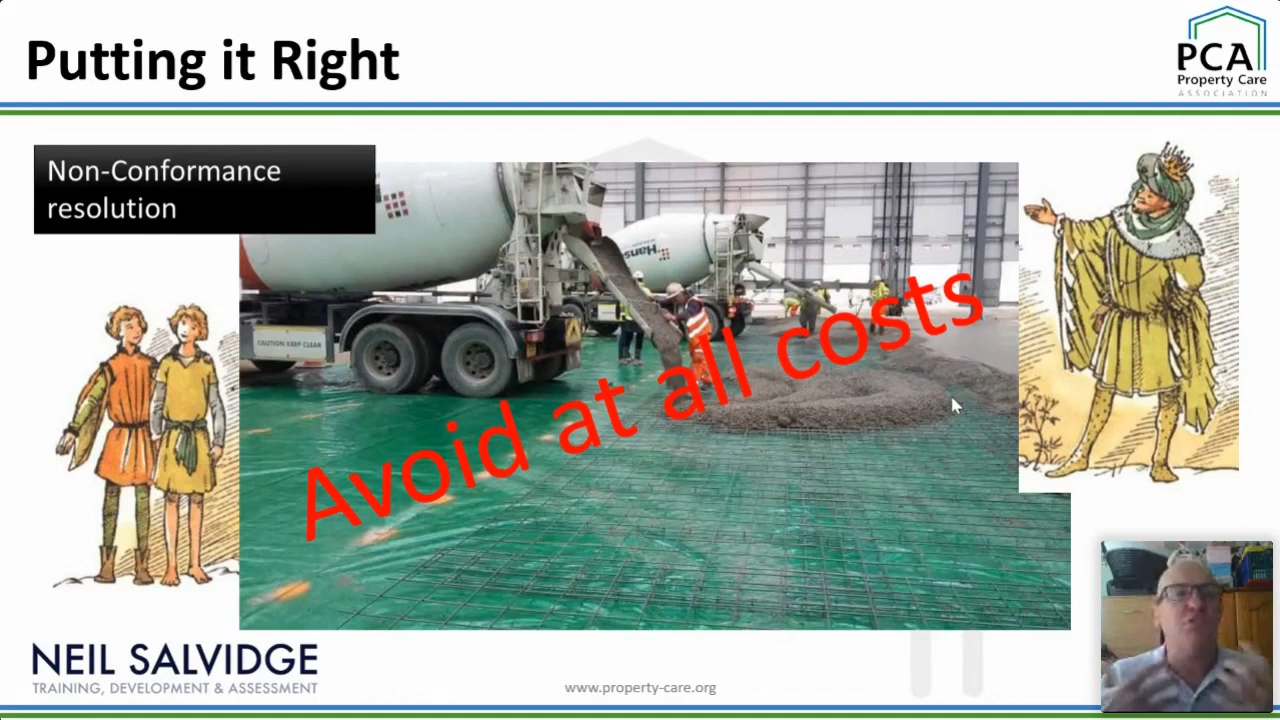 Putting it Right
PCA
Property Care
ASSOCIATION
Non-Conformance
resolution
Hanso
CAUTION KEEP CLEAR
Avoid at all costs
NEIL SALVIDGE
TRAINING, DEVELOPMENT & ASSESSMENT
www.property-care.org